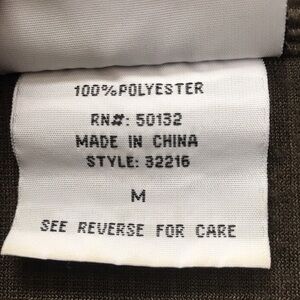 100%POLYESTER
RN#: 50132
MADE IN CHINA
STYLE: 32216
M
SEE REVERSE FOR CARE